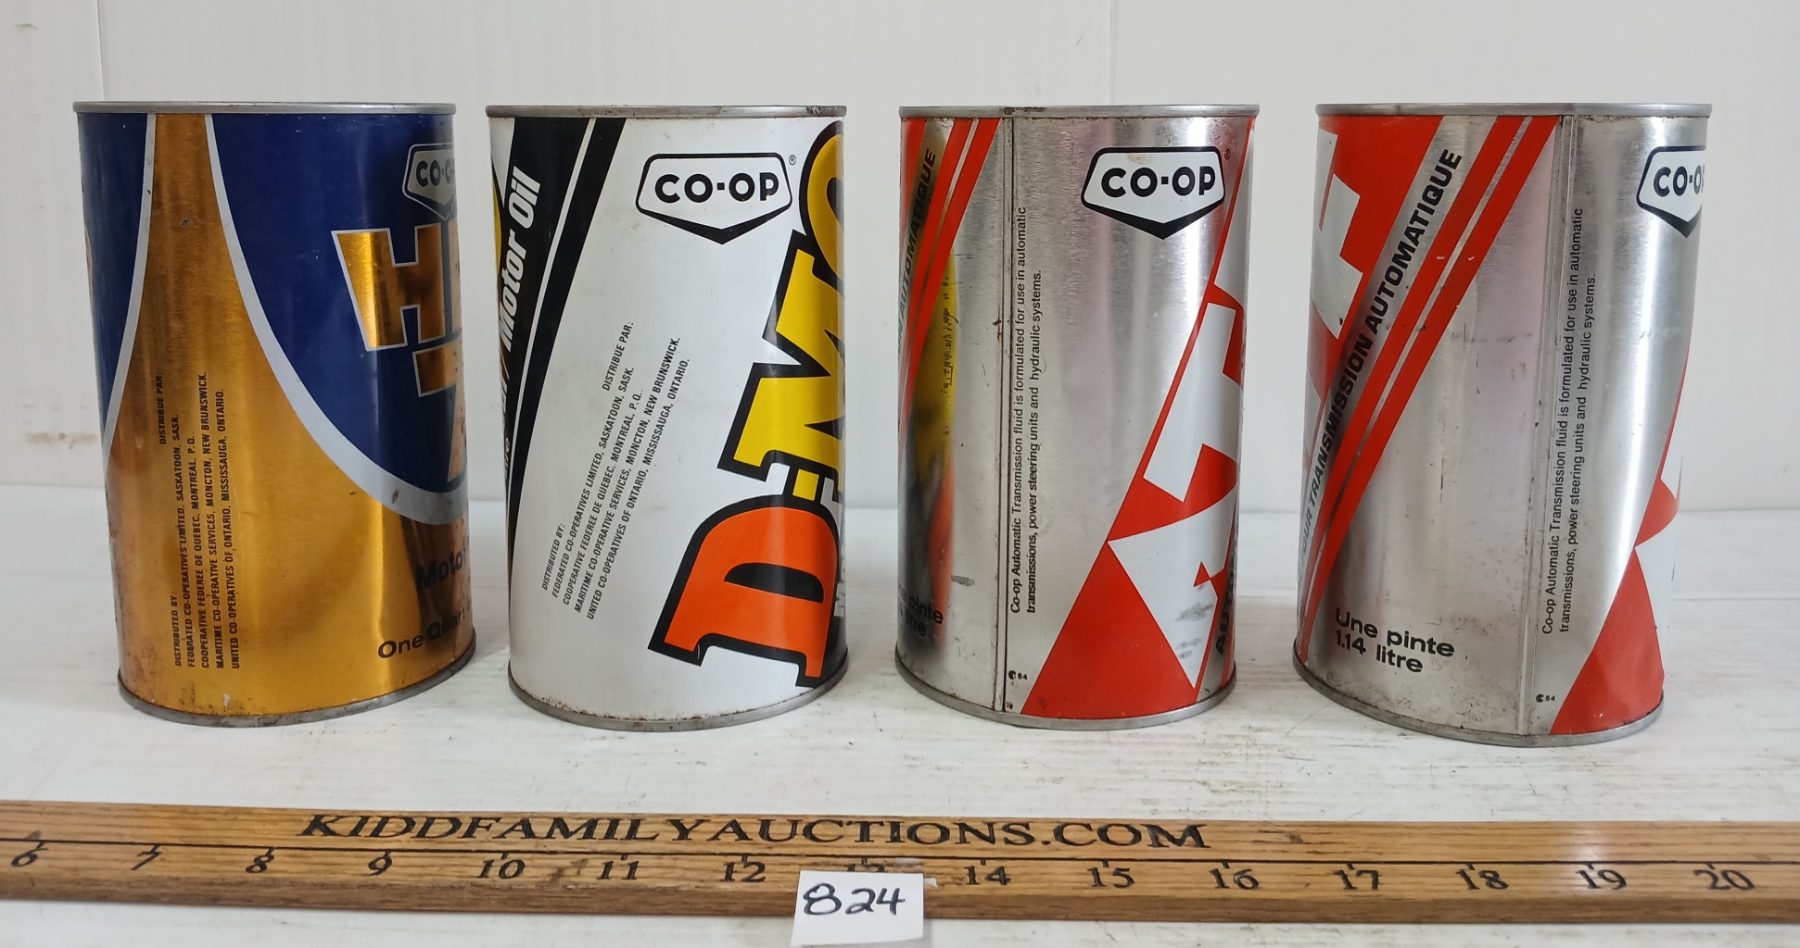 CO-OP
DISTRIBUTED BY DISTRIBUE PAR
FEDERATED CO-OPERATIVES LIMITED, SASKATOON, SASK.
COOPERATIVE FEDEREE DE QUEBEC, MONTREAL, P.Q.
MARITIME CO-OPERATIVE SERVICES, MONCTON, NEW BRUNSWICK.
UNITED CO-OPERATIVES OF ONTARIO, MISSISSAUGA, ONTARIO.
Motor
One Quart
Motor Oil
CO-OP
D-MO
DISTRIBUTED BY: DISTRIBUE PAR:
FEDERATED CO-OPERATIVES LIMITED, SASKATOON, SASK.
COOPERATIVE FEDEREE DE QUEBEC, MONTREAL, P.Q.
MARITIME CO-OPERATIVE SERVICES, MONCTON, NEW BRUNSWICK.
UNITED CO-OPERATIVES OF ONTARIO, MISSISSAUGA, ONTARIO.
AUTOMATIQUE
pinte
Co-op Automatic Transmission fluid is formulated for use in automatic
transmissions, power steering units and hydraulic systems.
CO-OP
ATF
TRANSMISSION AUTOMATIQUE
Une pinte
1.14 litre
Co-op Automatic Transmission fluid is formulated for use in automatic
transmissions, power steering units and hydraulic systems.
CO-OP
KIDDFAMILYAUCTIONS.COM
6 7 8 9 10 11 12 13 14 15 16 17 18 19 20
824